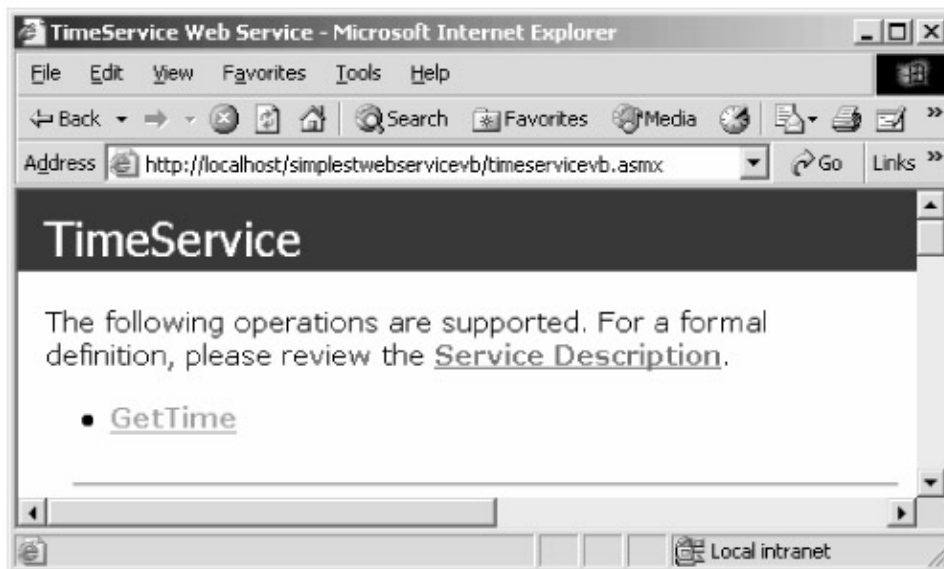 TimeService Web Service - Microsoft Internet Explorer
File Edit View Favorites Tools Help
Back Search Favorites Media »
Address http://localhost/simplestwebservicevb/timeservicevb.asmx Go Links »
TimeService
The following operations are supported. For a formal
definition, please review the Service Description.
• GetTime
Local intranet